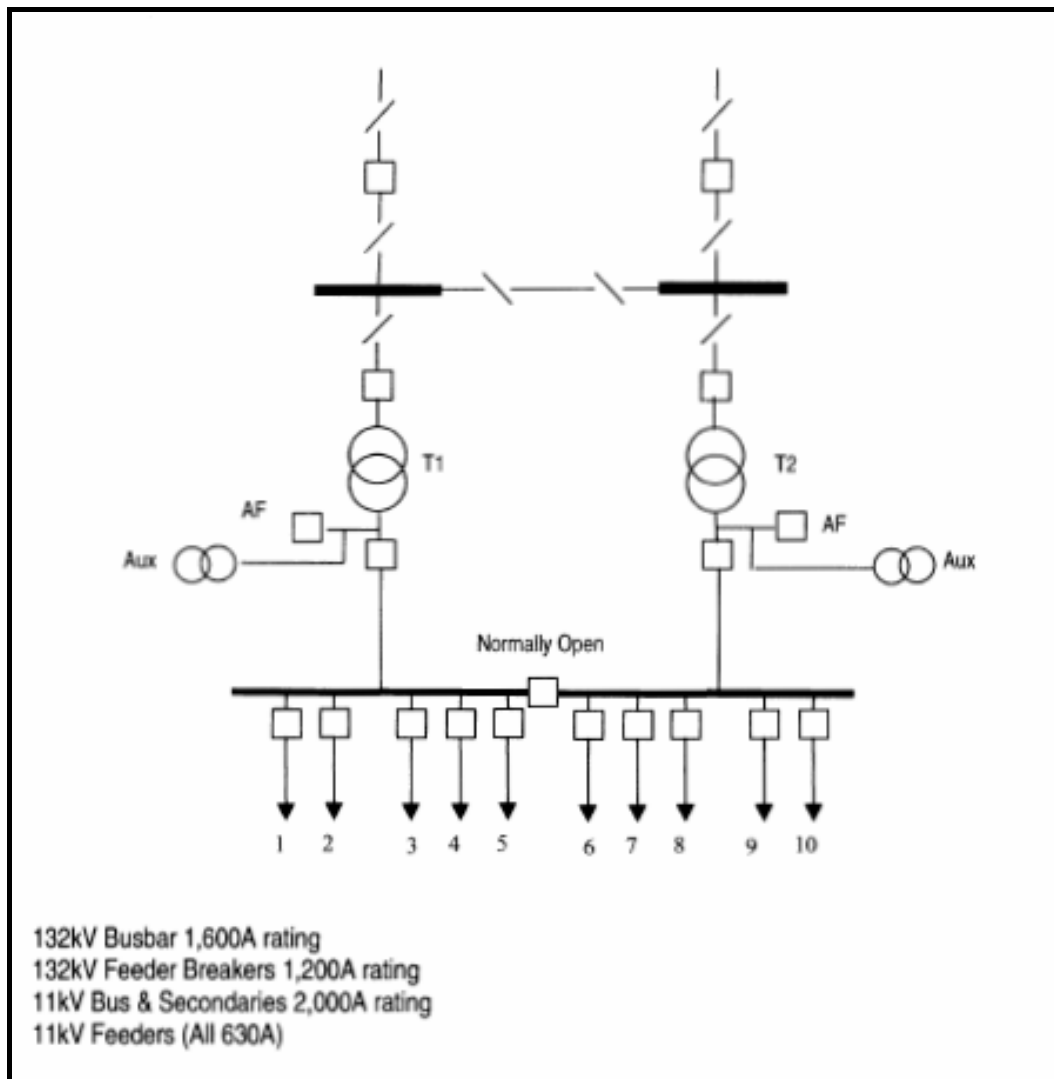 T1
T2
AF
AF
Aux
Aux
Normally Open
1 2 3 4 5 6 7 8 9 10
132kV Busbar 1,600A rating
132kV Feeder Breakers 1,200A rating
11kV Bus & Secondaries 2,000A rating
11kV Feeders (All 630A)